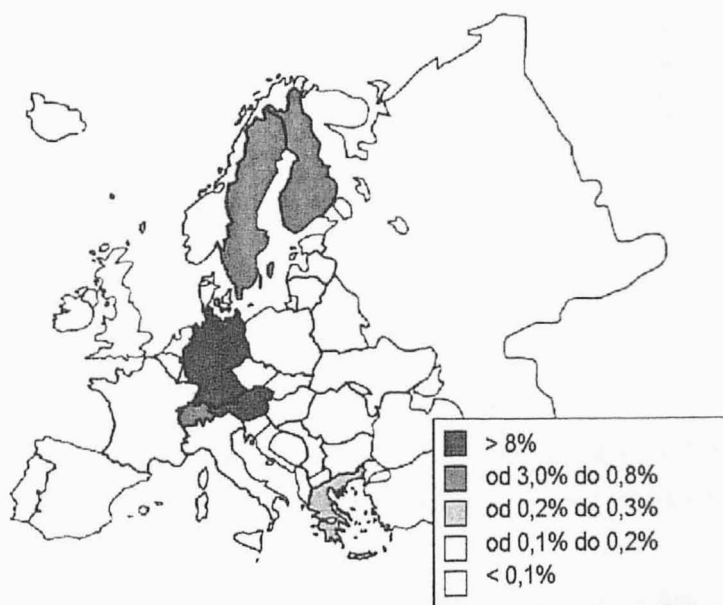 > 8%
od 3,0% do 0,8%
od 0,2% do 0,3%
od 0,1% do 0,2%
< 0,1%